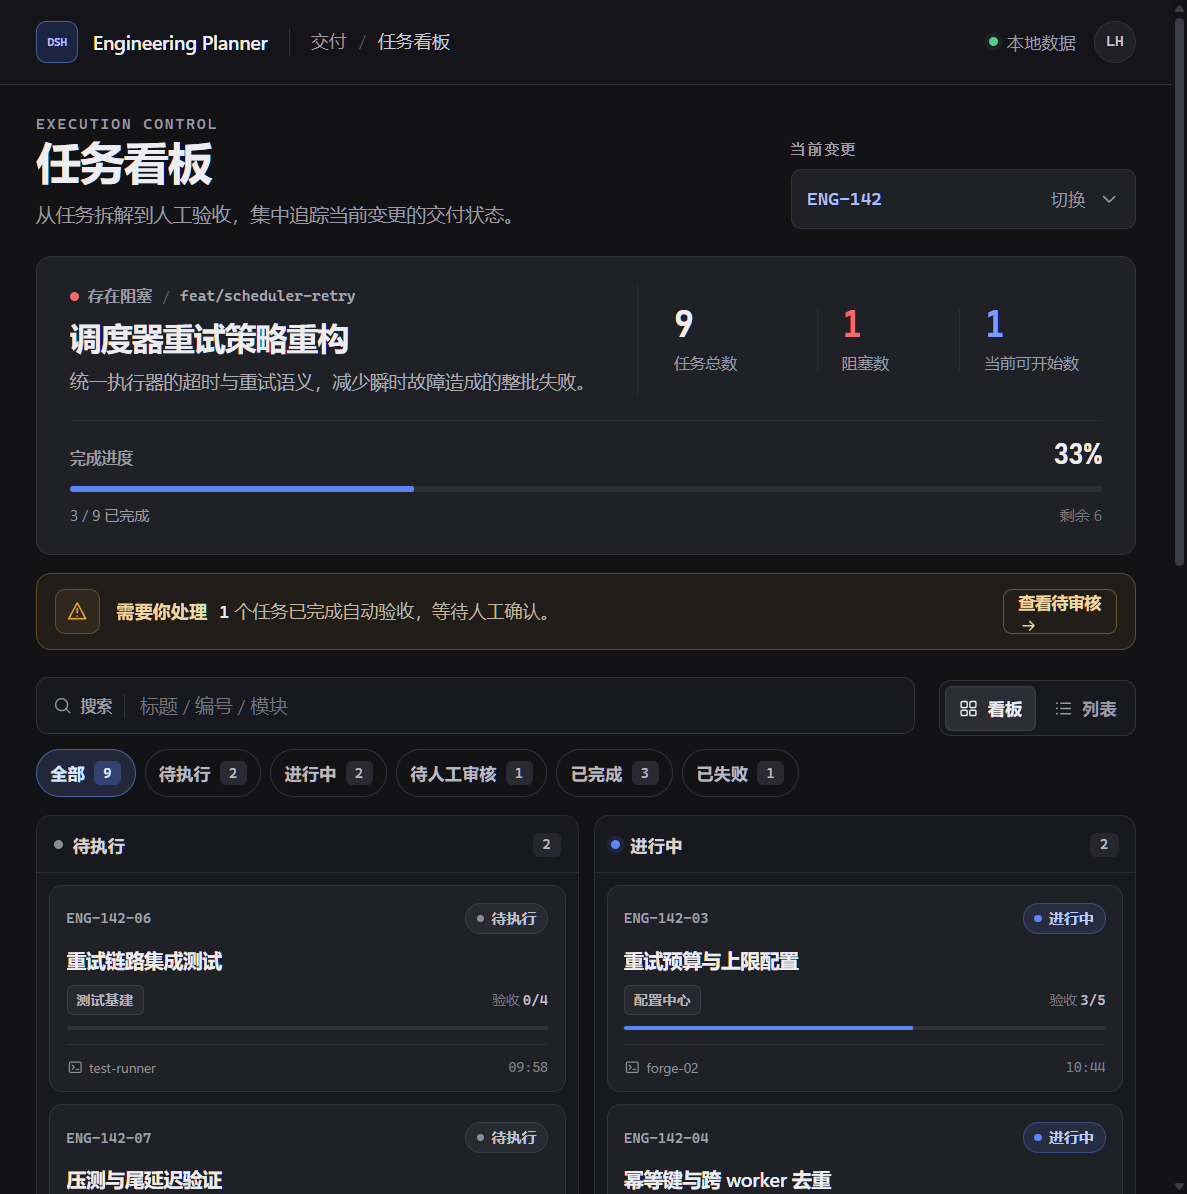 DSH Engineering Planner 交付 / 任务看板 本地数据 LH
EXECUTION CONTROL
任务看板
从任务拆解到人工验收，集中追踪当前变更的交付状态。
当前变更
ENG-142 切换
存在阻塞 / feat/scheduler-retry
调度器重试策略重构
统一执行器的超时与重试语义，减少瞬时故障造成的整批失败。
9 1 1
任务总数 阻塞数 当前可开始数
完成进度 33%
3 / 9 已完成 剩余 6
需要你处理 1 个任务已完成自动验收，等待人工确认。 查看待审核 →
搜索 标题 / 编号 / 模块 看板 列表
全部 9 待执行 2 进行中 2 待人工审核 1 已完成 3 已失败 1
待执行 2
ENG-142-06 待执行
重试链路集成测试
测试基建 验收 0/4
test-runner 09:58
ENG-142-07 待执行
压测与尾延迟验证
进行中 2
ENG-142-03 进行中
重试预算与上限配置
配置中心 验收 3/5
forge-02 10:44
ENG-142-04 进行中
幂等键与跨 worker 去重